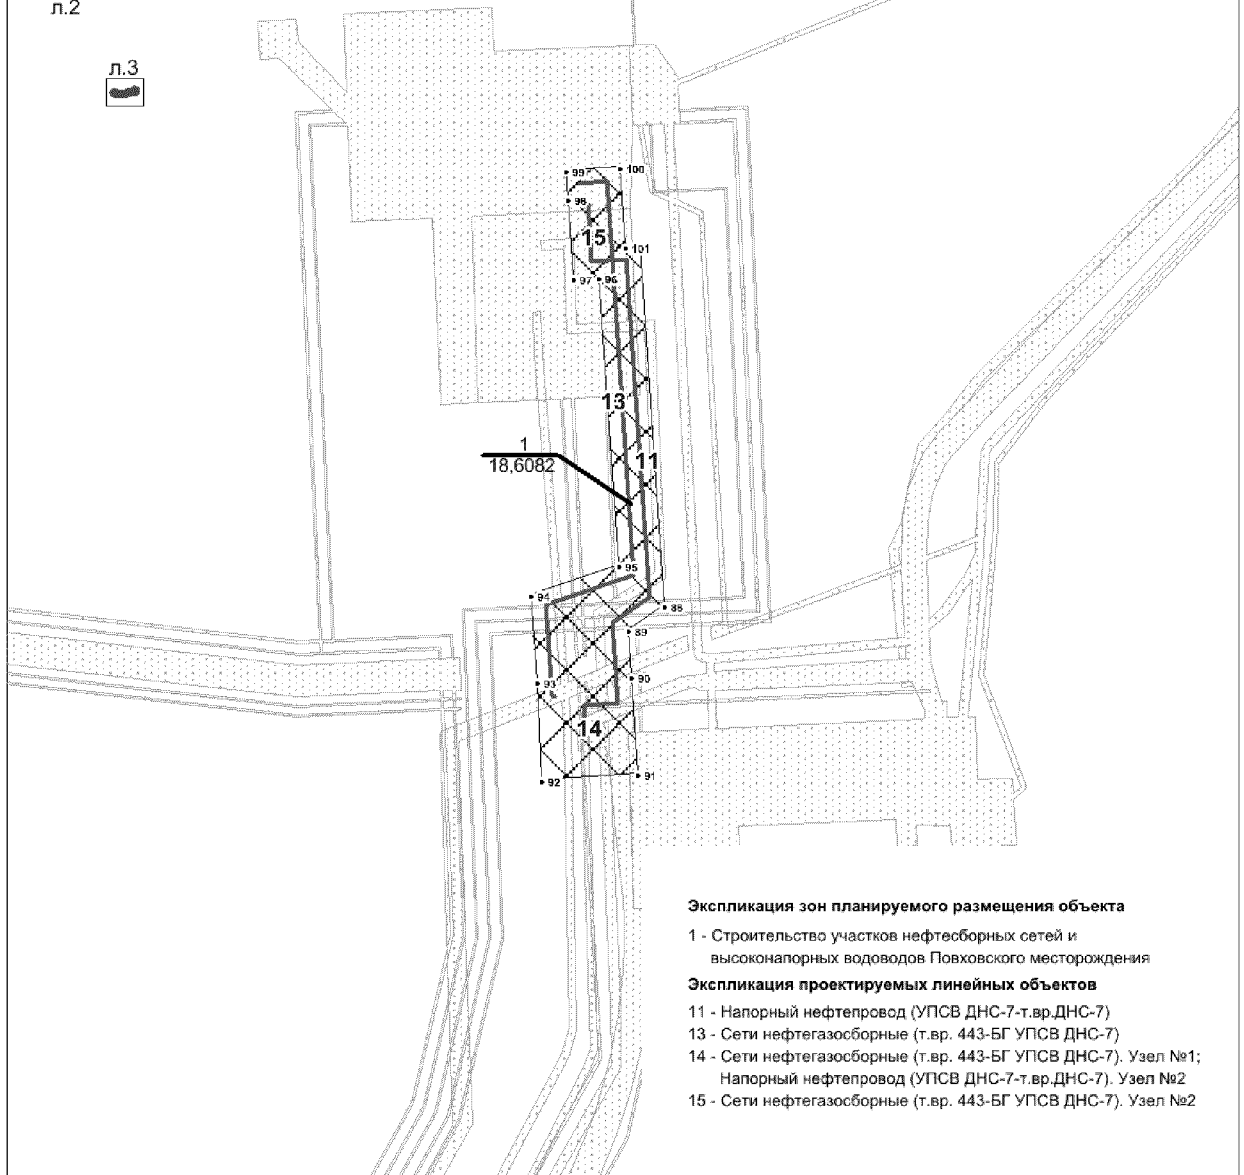 л.2
л.3
99
100
98
15
101
97
96
13
1
18,6082
11
95
94
88
89
90
93
14
91
92
Экспликация зон планируемого размещения объекта
1 - Строительство участков нефтесборных сетей и
высоконапорных водоводов Повховского месторождения
Экспликация проектируемых линейных объектов
11 - Напорный нефтепровод (УПСВ ДНС-7-т.вр.ДНС-7)
13 - Сети нефтегазосборные (т.вр. 443-БГ УПСВ ДНС-7)
14 - Сети нефтегазосборные (т.вр. 443-БГ УПСВ ДНС-7). Узел №1;
Напорный нефтепровод (УПСВ ДНС-7-т.вр.ДНС-7). Узел №2
15 - Сети нефтегазосборные (т.вр. 443-БГ УПСВ ДНС-7). Узел №2